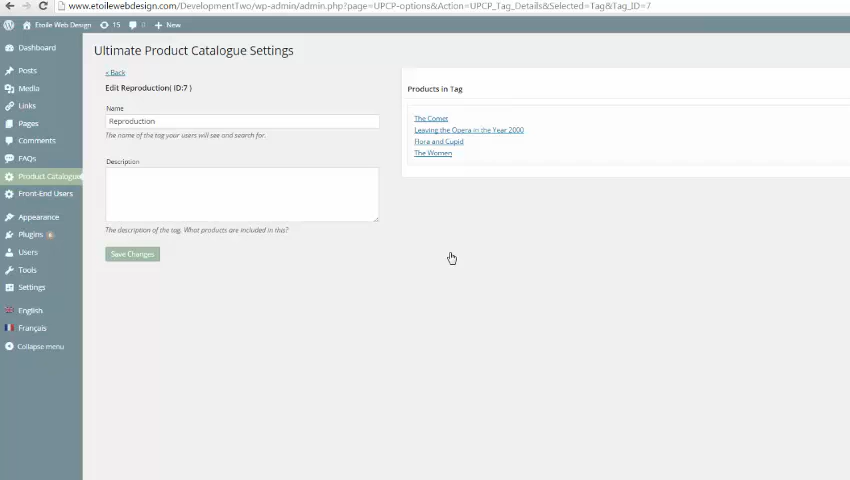 www.etoilewebdesign.com/DevelopmentTwo/wp-admin/admin.php?page=UPCP-options&Action=UPCP_Tag_Details&Selected=Tag&Tag_ID=7
Etoile Web Design 15 0 + New
Dashboard
Posts
Media
Links
Pages
Comments
FAQs
Product Catalogue
Front-End Users
Appearance
Plugins
Users
Tools
Settings
English
Français
Collapse menu
Ultimate Product Catalogue Settings
« Back
Edit Reproduction( ID:7 )
Name
Reproduction
The name of the tag your users will see and search for.
Description
The description of the tag. What products are included in this?
Save Changes
Products in Tag
The Comet
Leaving the Opera in the Year 2000
Flora and Cupid
The Women